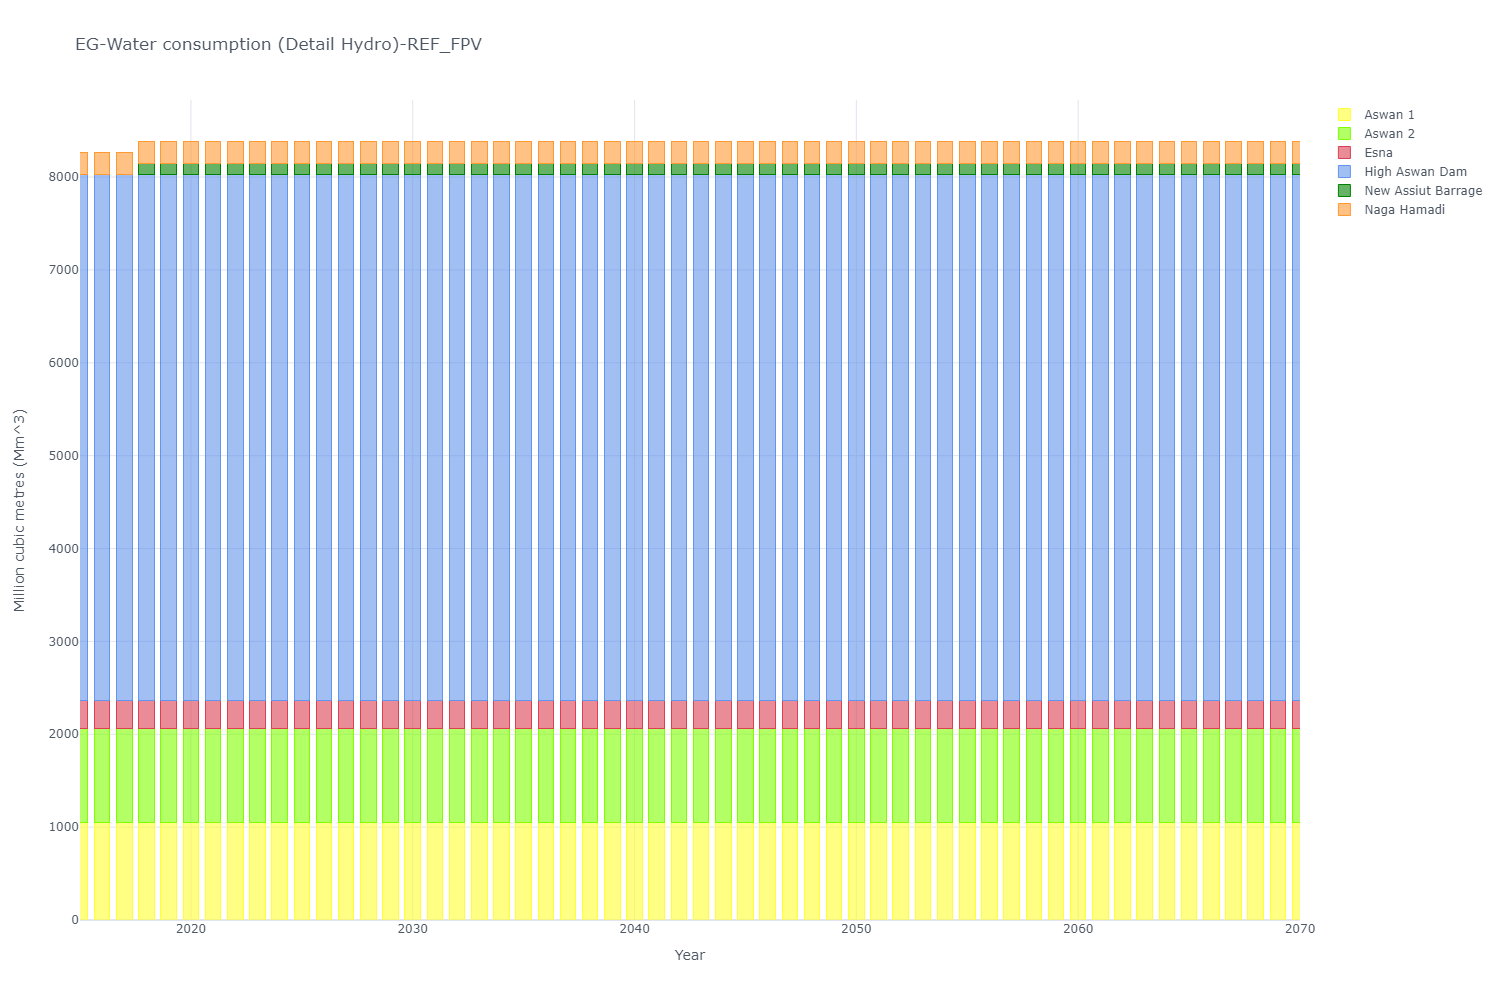 EG-Water consumption (Detail Hydro)-REF_FPV
Aswan 1
Aswan 2
Esna
High Aswan Dam
New Assiut Barrage
Naga Hamadi
8000
7000
6000
5000
4000
3000
2000
1000
0
Million cubic metres (Mm^3)
2020
2030
2040
2050
2060
2070
Year